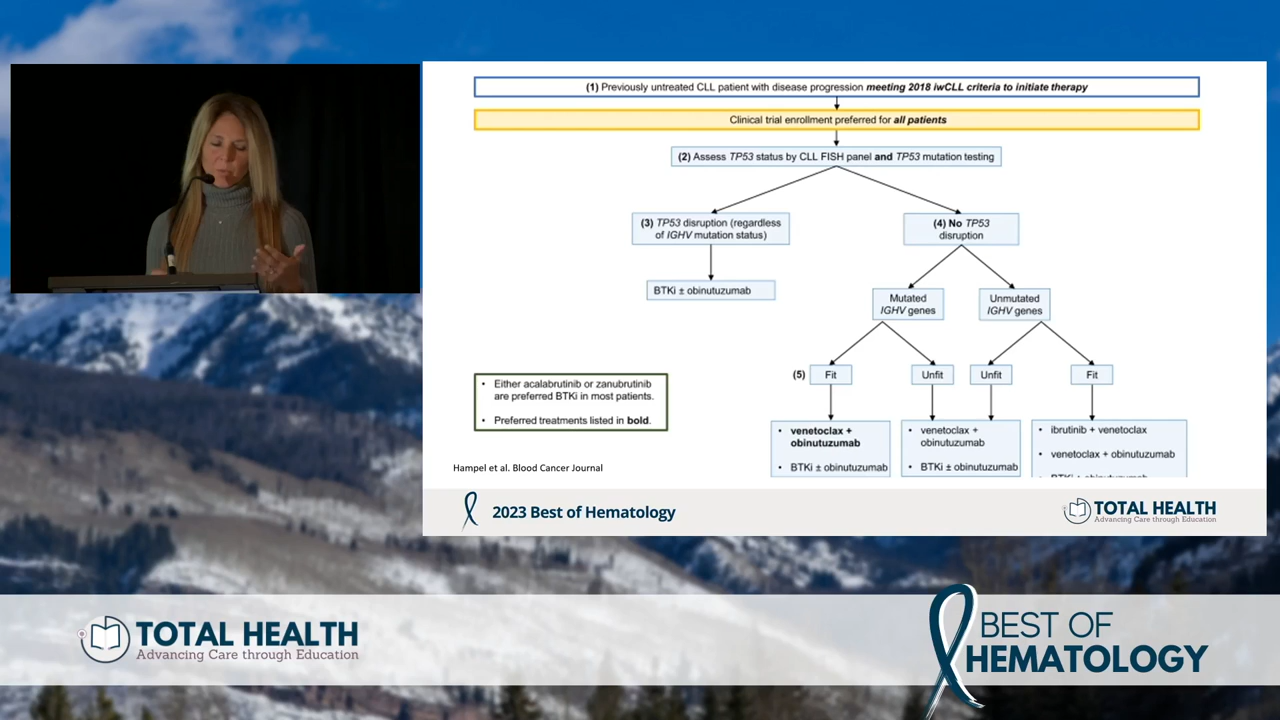 (1) Previously untreated CLL patient with disease progression meeting 2018 iwCLL criteria to initiate therapy
Clinical trial enrollment preferred for all patients
(2) Assess TP53 status by CLL FISH panel and TP53 mutation testing
(3) TP53 disruption (regardless
of IGHV mutation status)
(4) No TP53
disruption
BTKi ± obinutuzumab
Mutated
IGHV genes
Unmutated
IGHV genes
(5)
Fit
Unfit
Unfit
Fit
• Either acalabrutinib or zanubrutinib
are preferred BTKi in most patients.
• Preferred treatments listed in bold.
• venetoclax +
obinutuzumab
• BTKi ± obinutuzumab
• venetoclax +
obinutuzumab
• BTKi ± obinutuzumab
• ibrutinib + venetoclax
• venetoclax + obinutuzumab
Hampel et al. Blood Cancer Journal
2023 Best of Hematology
TOTAL HEALTH
Advancing Care through Education
TOTAL HEALTH
Advancing Care through Education
BEST OF
HEMATOLOGY